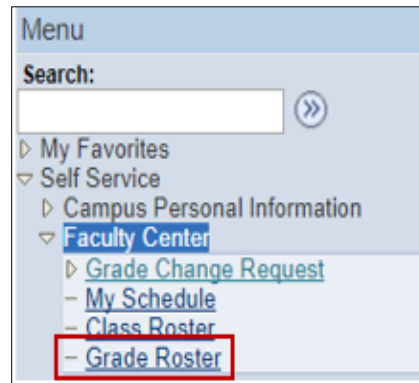 Menu
Search:
My Favorites
Self Service
Campus Personal Information
Faculty Center
Grade Change Request
My Schedule
Class Roster
Grade Roster